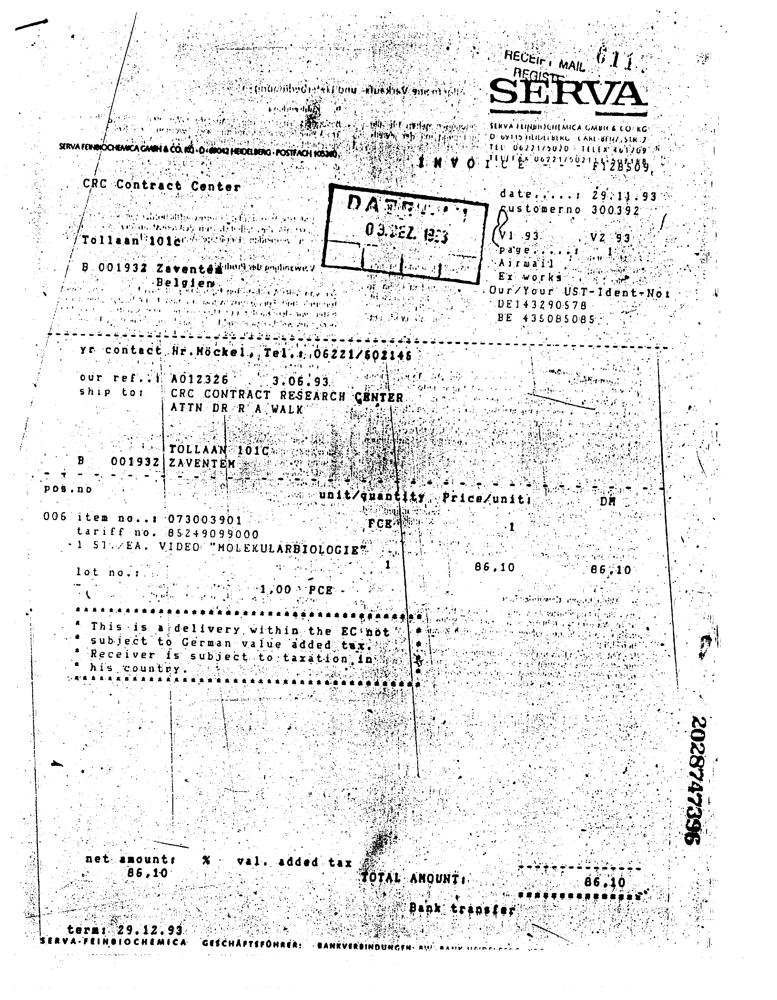 RECEIPT MAIL 611.
SERVA
SERVA FEINBIOCHEMICA GMBH & CO. KG
D 69115 HEIDELBERG CARL-BENZ-STR. 7
TEL. 06221/5020 TELEX 461709
SERVA FEINBIOCHEMICA GMBH & CO. KG · D-69042 HEIDELBERG · POSTFACH 105260
INVOICE - F128509
CRC Contract Center
date.....: 29.11.93
customerno 300392
03. DEZ. 1993
Tollaan 101c
V1 93 V2 93
page.....: 1
Airmail
B 001932 Zaventem
Ex works
Belgien
Our/Your UST-Ident-No:
DE143290578
BE 435085085
yr contact Hr.Möckel, Tel.: 06221/502146
our ref..: A012326 3.06.93
ship to: CRC CONTRACT RESEARCH CENTER
ATTN DR R A WALK
TOLLAAN 101C
B 001932 ZAVENTEM
pos.no unit/quantity Price/unit: DM
006 item no..: 073003901 PCE 1
tariff no. 85249099000
1 ST./EA. VIDEO "MOLEKULARBIOLOGIE"
1 86,10 86,10
lot no.:
1,00 PCE
* This is a delivery within the EC not *
* subject to German value added tax. *
* Receiver is subject to taxation in *
* his country. *
2028747396
net amount: % val. added tax
86,10
TOTAL AMOUNT: 86,10
Bank transfer
term: 29.12.93
SERVA-FEINBIOCHEMICA GESCHÄFTSFÜHRER: BANKVERBINDUNGEN